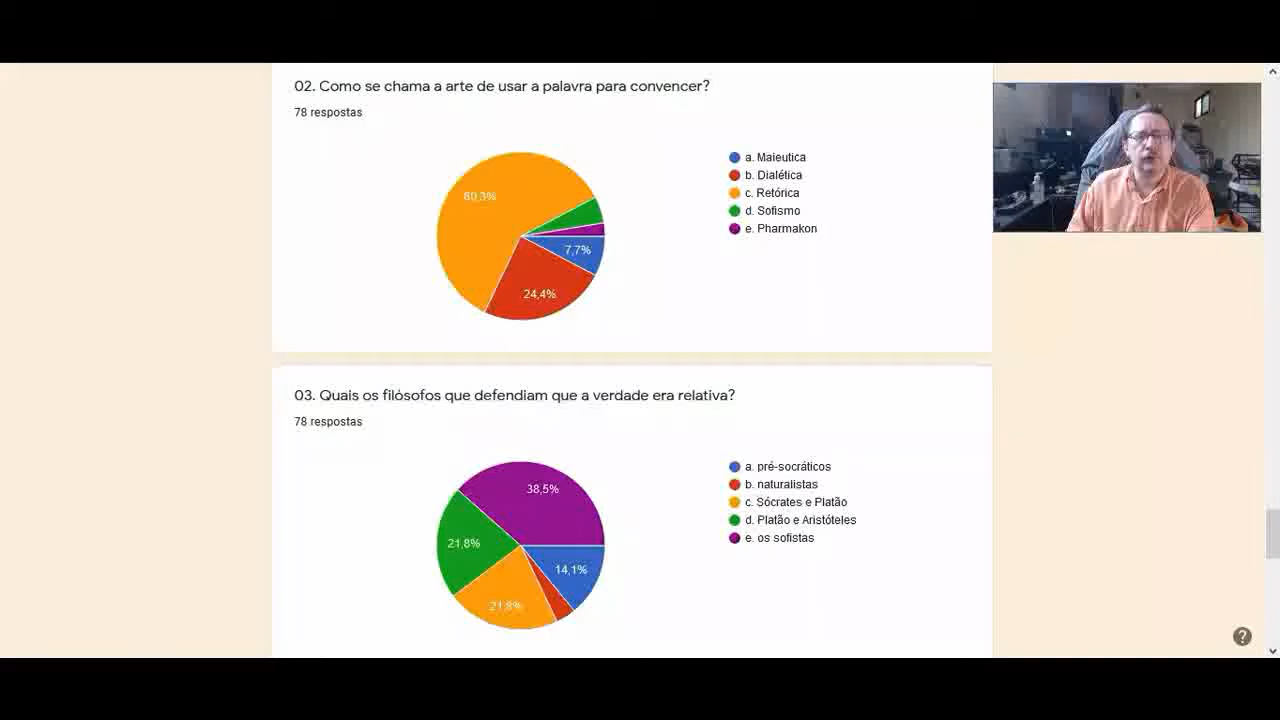 02. Como se chama a arte de usar a palavra para convencer?
78 respostas
60,3%
7,7%
24,4%
a. Maieutica
b. Dialética
c. Retórica
d. Sofismo
e. Pharmakon
03. Quais os filósofos que defendiam que a verdade era relativa?
78 respostas
38,5%
21,8%
14,1%
21,8%
a. pré-socráticos
b. naturalistas
c. Sócrates e Platão
d. Platão e Aristóteles
e. os sofistas
?